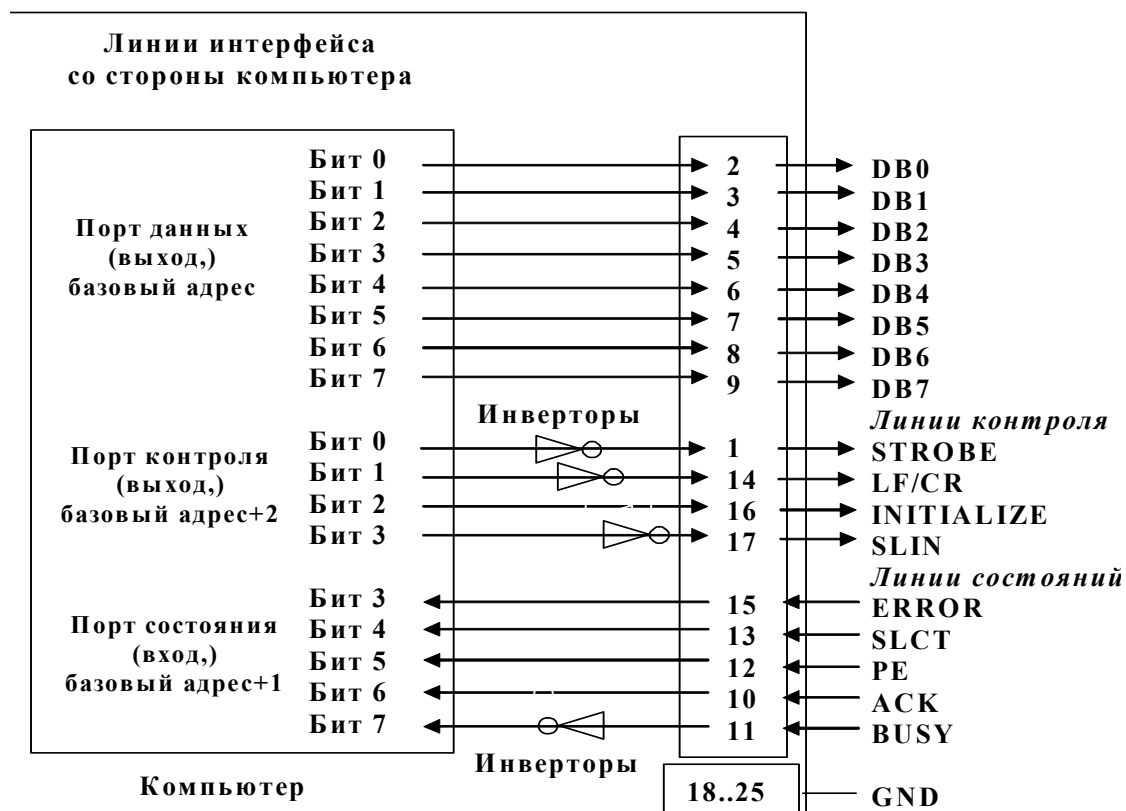 Линии интерфейса
со стороны компьютера
Порт данных
(выход,)
базовый адрес
Бит 0
Бит 1
Бит 2
Бит 3
Бит 4
Бит 5
Бит 6
Бит 7
2
3
4
5
6
7
8
9
DB0
DB1
DB2
DB3
DB4
DB5
DB6
DB7
Инверторы
Линии контроля
Порт контроля
(выход,)
базовый адрес+2
Бит 0
Бит 1
Бит 2
Бит 3
1
14
16
17
STROBE
LF/CR
INITIALIZE
SLIN
Линии состояний
Порт состояния
(вход,)
базовый адрес+1
Бит 3
Бит 4
Бит 5
Бит 6
Бит 7
15
13
12
10
11
ERROR
SLCT
PE
ACK
BUSY
Инверторы
Компьютер
18..25
GND